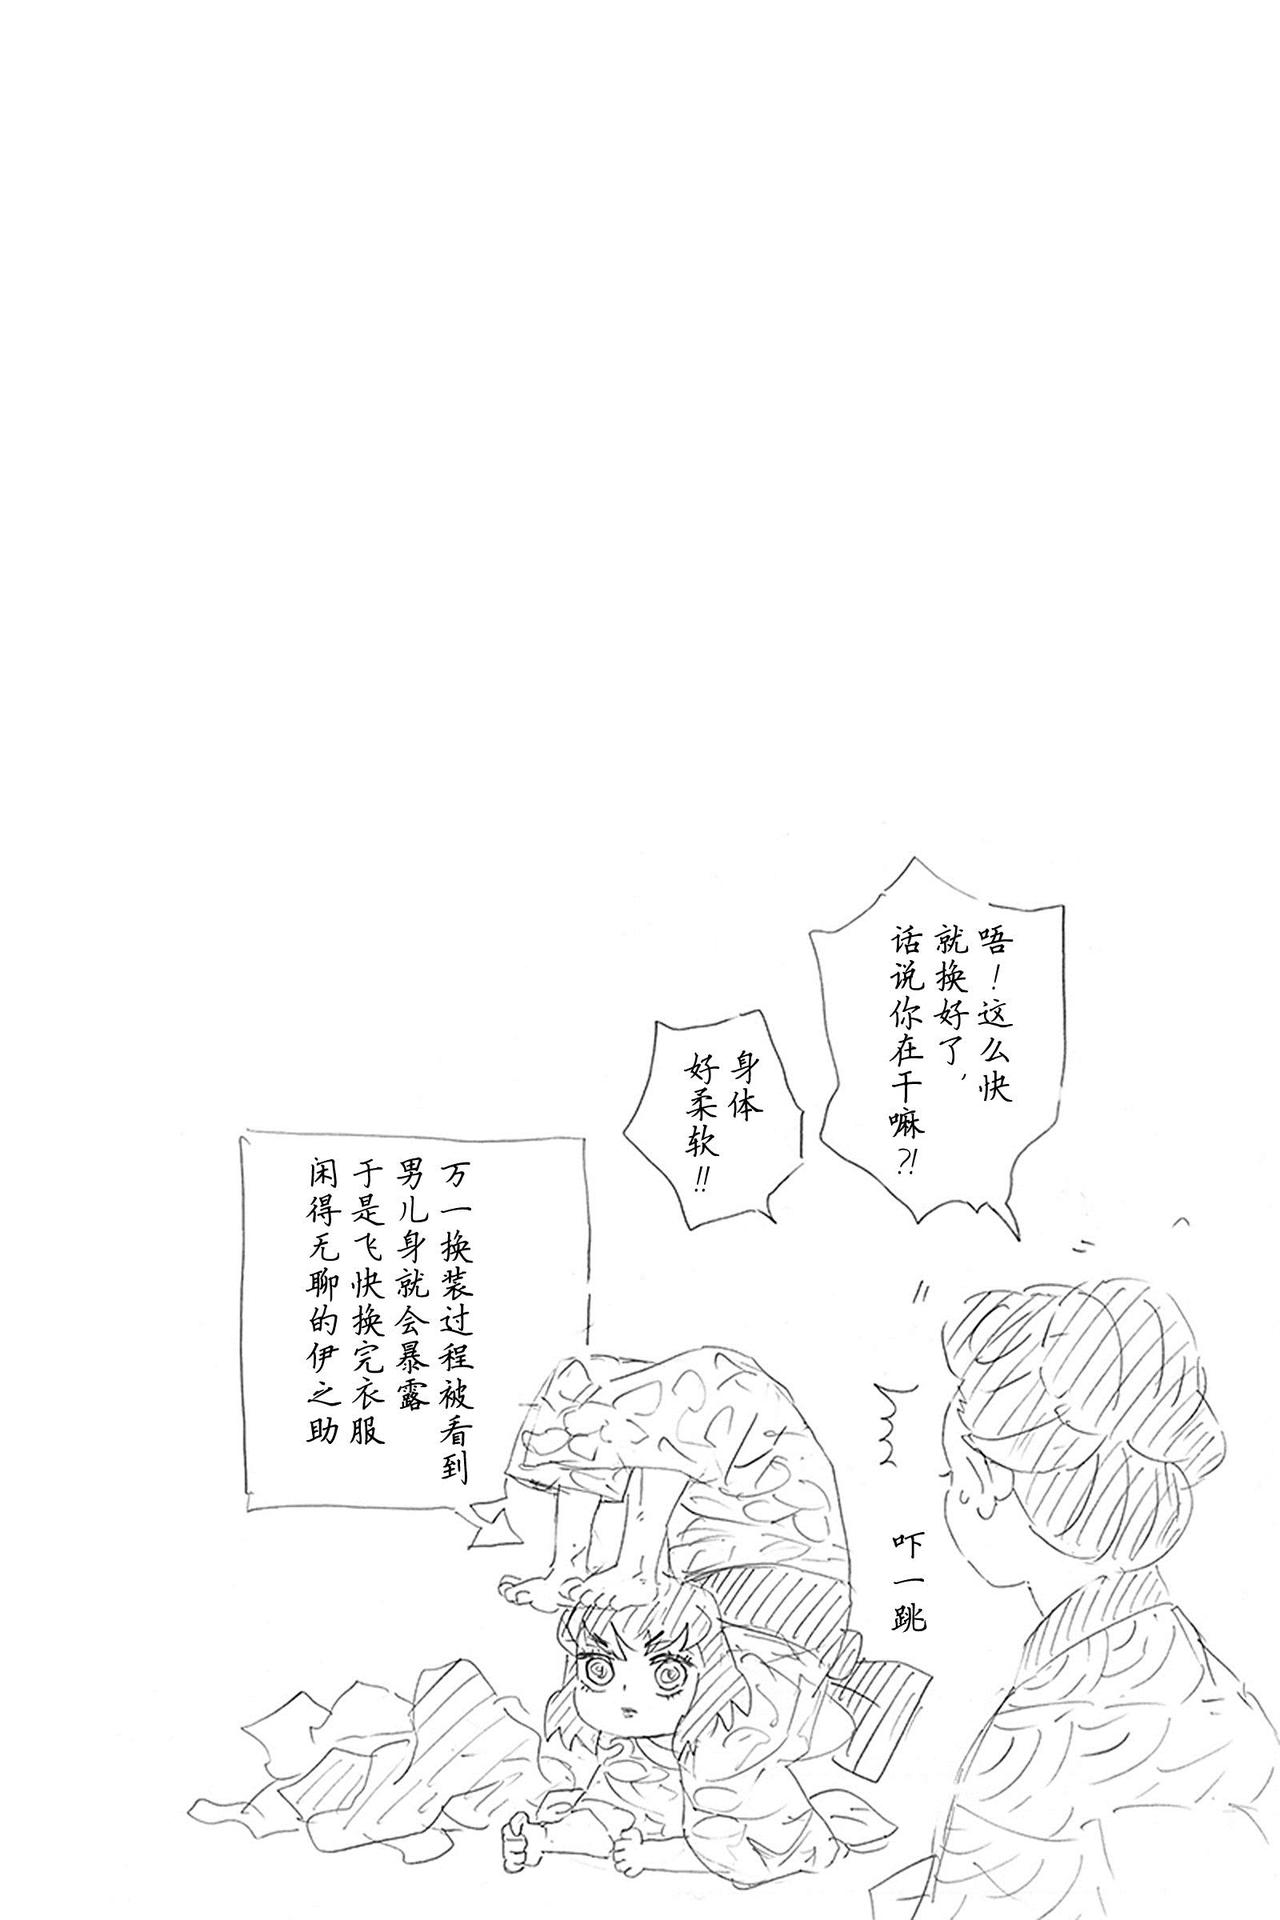 唔！这么快
就换好了，
话说你在干嘛?!
身体
好柔软!!
万一换装过程被看到
男儿身就会暴露
于是飞快换完衣服
闲得无聊的伊之助
吓一跳